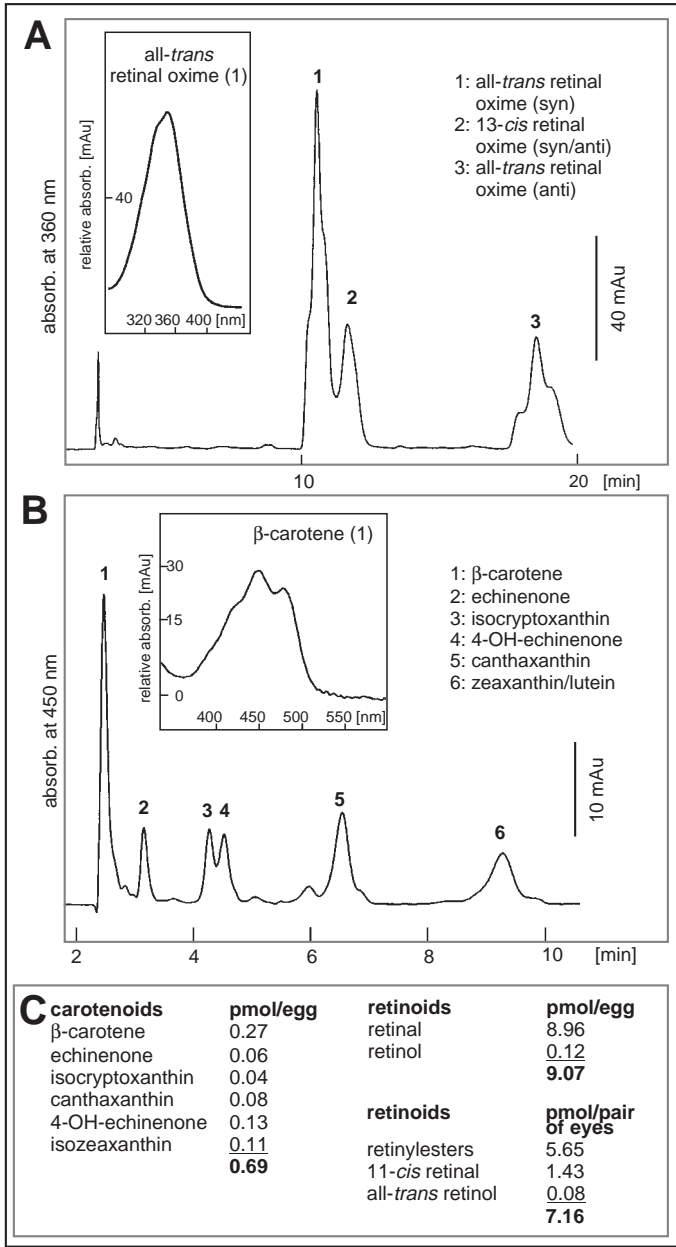 A
all-trans
retinal oxime (1)
relative absorb. [mAu]
40
320 360 400 [nm]
1
2
3
1: all-trans retinal
oxime (syn)
2: 13-cis retinal
oxime (syn/anti)
3: all-trans retinal
oxime (anti)
40 mAu
absorb. at 360 nm
10 20 [min]
B
β-carotene (1)
relative absorb. [mAu]
30
15
0
400 450 500 550 [nm]
1
2
3 4
5
6
1: β-carotene
2: echinenone
3: isocryptoxanthin
4: 4-OH-echinenone
5: canthaxanthin
6: zeaxanthin/lutein
10 mAu
absorb. at 450 nm
2 4 6 8 10 [min]
C
carotenoids pmol/egg
β-carotene 0.27
echinenone 0.06
isocryptoxanthin 0.04
canthaxanthin 0.08
4-OH-echinenone 0.13
isozeaxanthin 0.11
0.69
retinoids pmol/egg
retinal 8.96
retinol 0.12
9.07
retinoids pmol/pair
of eyes
retinylesters 5.65
11-cis retinal 1.43
all-trans retinol 0.08
7.16